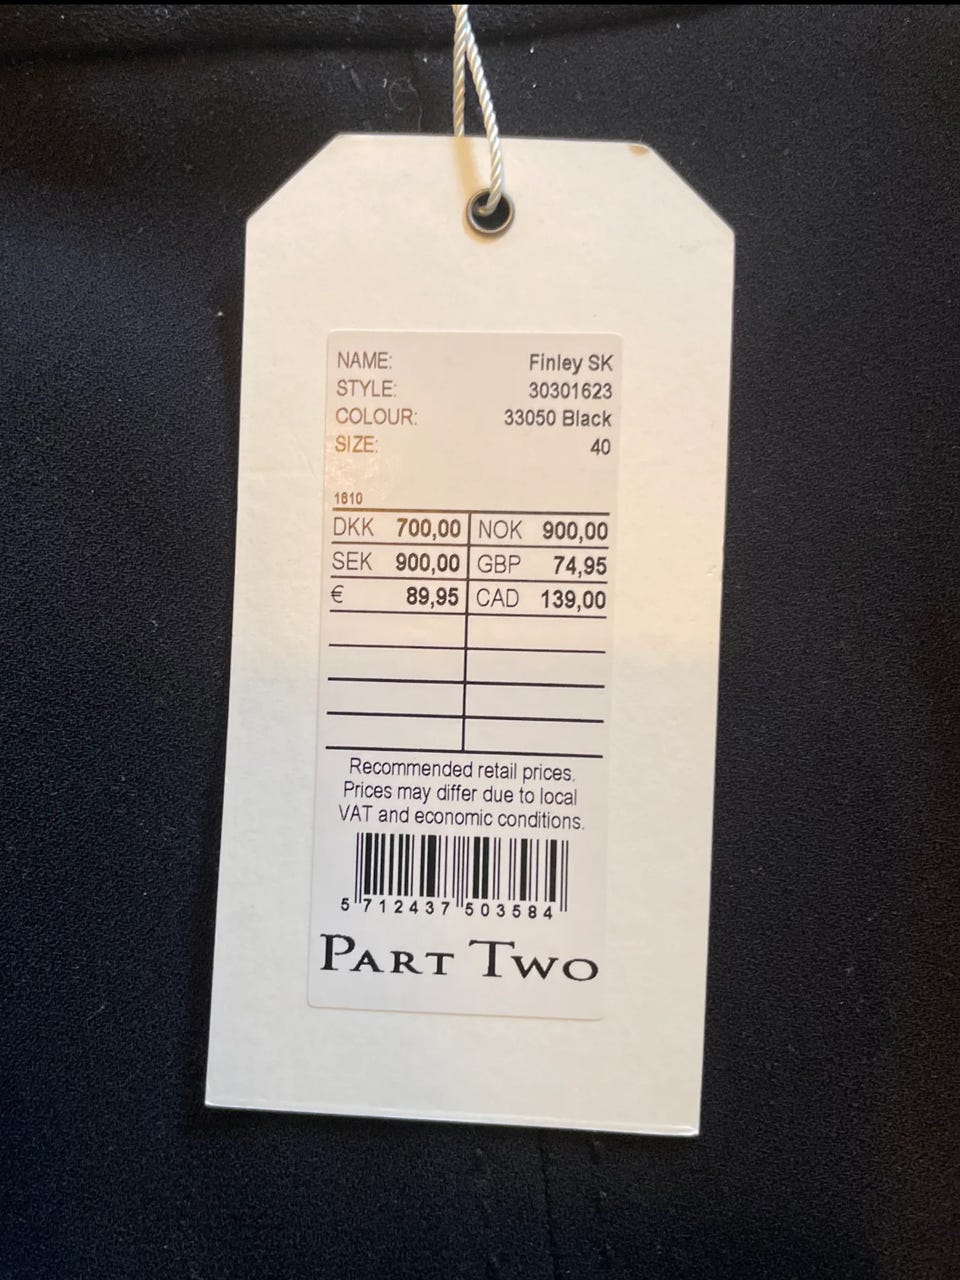 NAME: Finley SK
STYLE: 30301623
COLOUR: 33050 Black
SIZE: 40
1610
DKK 700,00 NOK 900,00
SEK 900,00 GBP 74,95
€ 89,95 CAD 139,00
Recommended retail prices.
Prices may differ due to local
VAT and economic conditions.
5 712437 503584
PART TWO